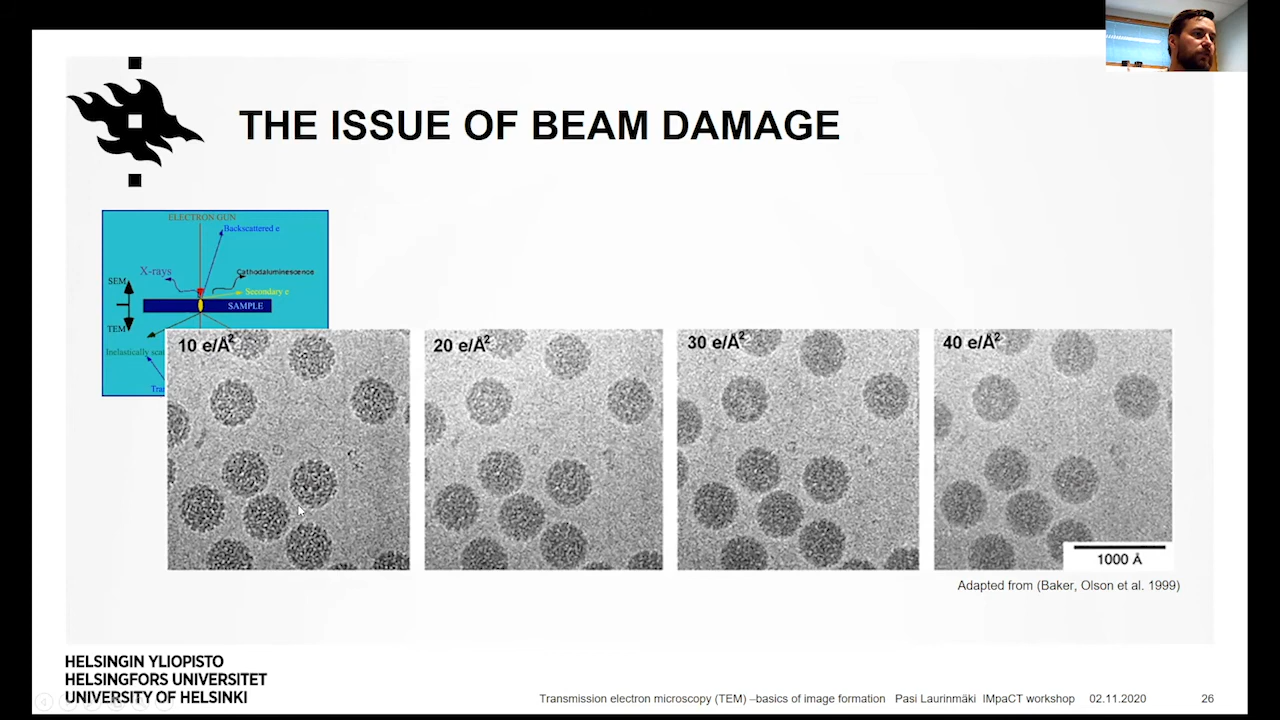 THE ISSUE OF BEAM DAMAGE
ELECTRON GUN
Backscattered e
X-rays
Cathodaluminescence
SEM
Secondary e
SAMPLE
TEM
Inelastically
10 e/Å²
20 e/Å²
30 e/Å²
40 e/Å²
1000 Å
Adapted from (Baker, Olson et al. 1999)
HELSINGIN YLIOPISTO
HELSINGFORS UNIVERSITET
UNIVERSITY OF HELSINKI
Transmission electron microscopy (TEM) –basics of image formation Pasi Laurinmäki IMpaCT workshop 02.11.2020 26